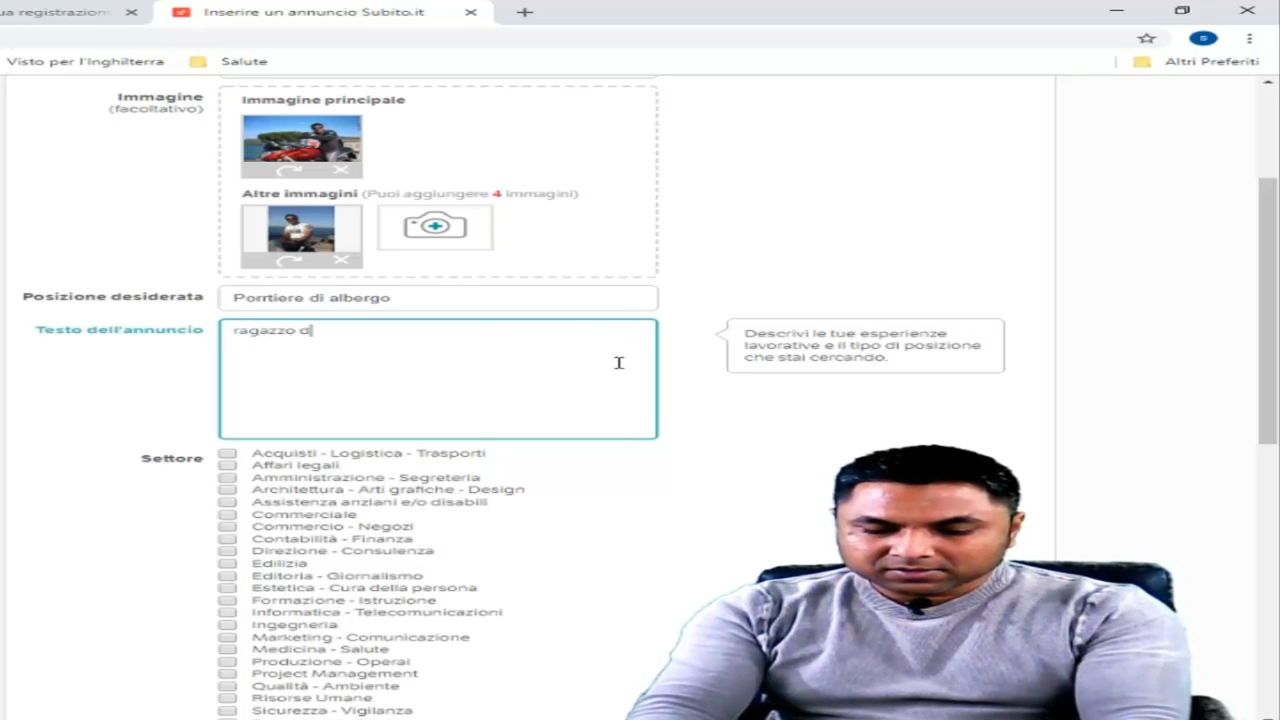 ua registrazion
Inserire un annuncio Subito.it
Visto per l'Inghilterra
Salute
Altri Preferiti
Immagine
(facoltativo)
Immagine principale
Altre immagini (Puoi aggiungere 4 immagini)
Posizione desiderata
Porrtiere di albergo
Testo dell'annuncio
ragazzo d
Descrivi le tue esperienze
lavorative e il tipo di posizione
che stai cercando.
Settore
Acquisti - Logistica - Trasporti
Affari legali
Amministrazione - Segreteria
Architettura - Arti grafiche - Design
Assistenza anziani e/o disabili
Commerciale
Commercio - Negozi
Contabilità - Finanza
Direzione - Consulenza
Edilizia
Editoria - Giornalismo
Estetica - Cura della persona
Formazione - Istruzione
Informatica - Telecomunicazioni
Ingegneria
Marketing - Comunicazione
Medicina - Salute
Produzione - Operai
Project Management
Qualità - Ambiente
Risorse Umane
Sicurezza - Vigilanza